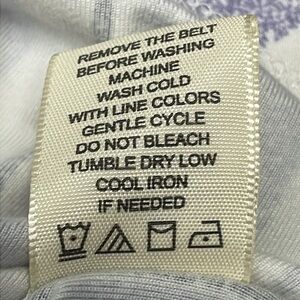 REMOVE THE BELT
BEFORE WASHING
MACHINE
WASH COLD
WITH LINE COLORS
GENTLE CYCLE
DO NOT BLEACH
TUMBLE DRY LOW
COOL IRON
IF NEEDED